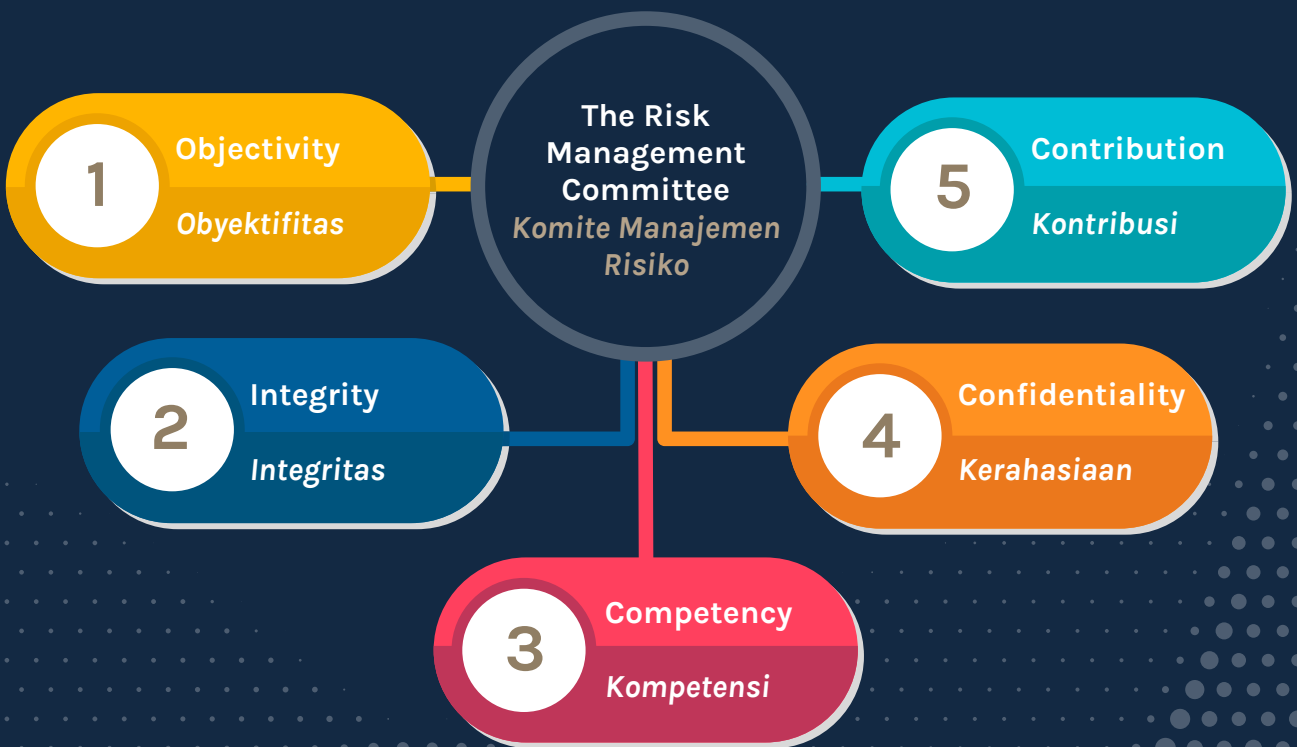 The Risk
Management
Committee
Komite Manajemen
Risiko
1
Objectivity
Obyektifitas
2
Integrity
Integritas
3
Competency
Kompetensi
4
Confidentiality
Kerahasiaan
5
Contribution
Kontribusi